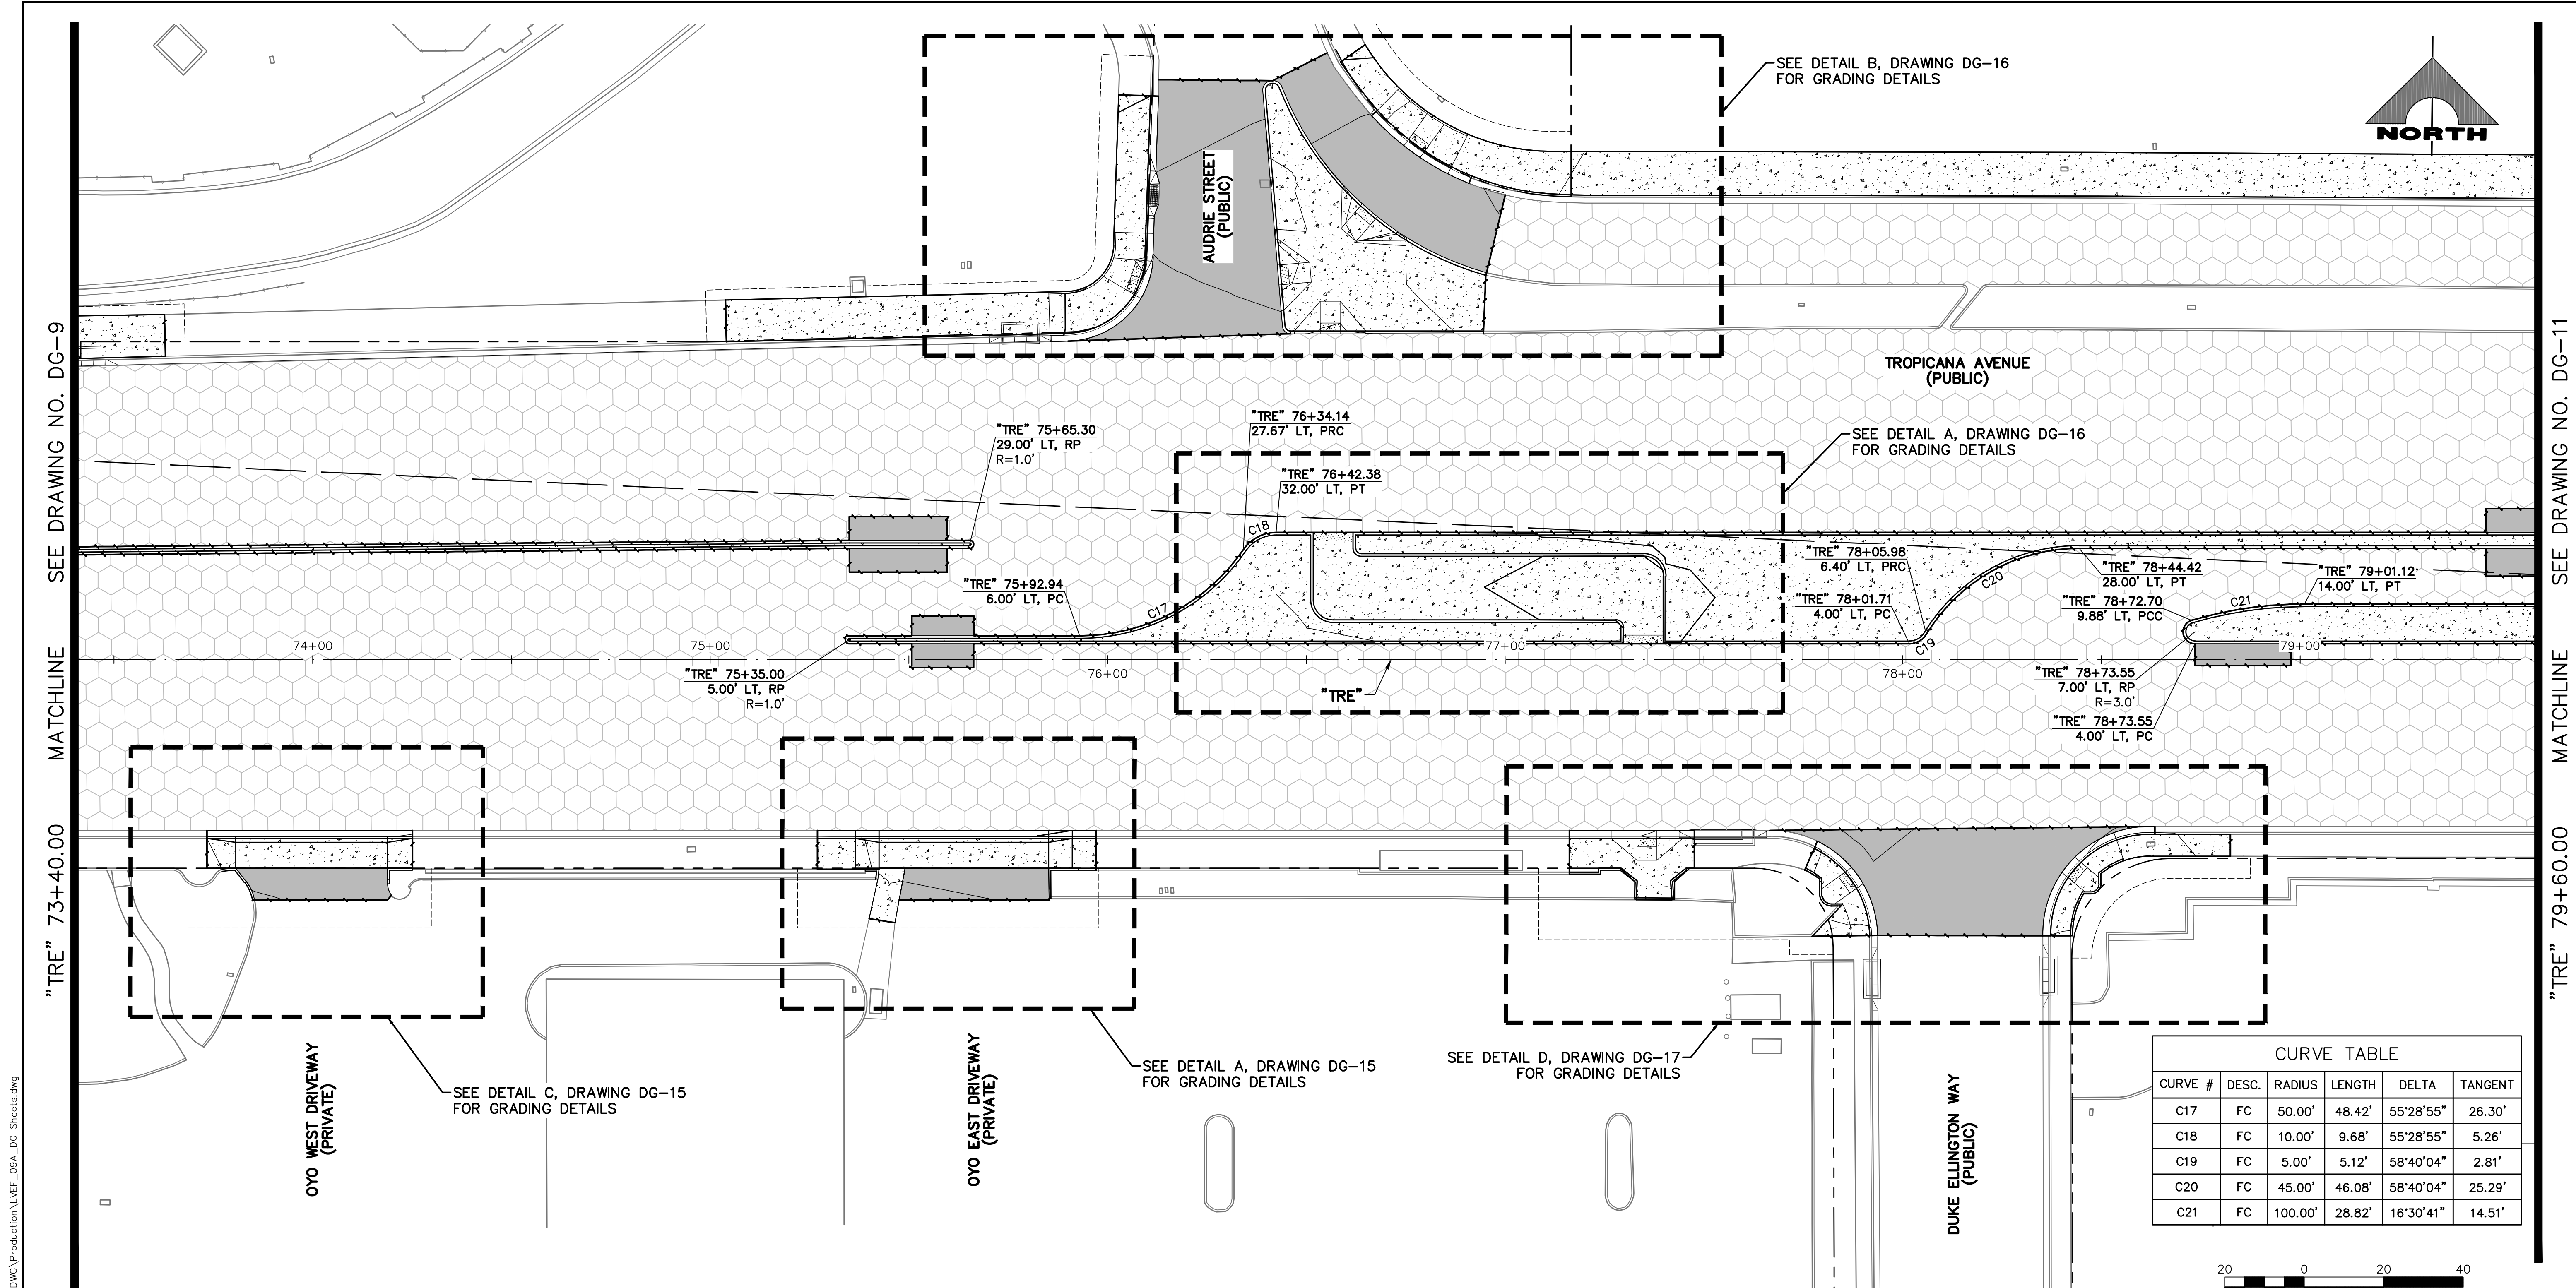 SEE DETAIL B, DRAWING DG-16
FOR GRADING DETAILS
NORTH
AUDRIE STREET
(PUBLIC)
SEE DRAWING NO. DG-9
MATCHLINE
"TRE" 73+40.00
SEE DRAWING NO. DG-11
MATCHLINE
"TRE" 79+60.00
TROPICANA AVENUE
(PUBLIC)
"TRE" 75+65.30
29.00' LT, RP
R=1.0'
"TRE" 76+34.14
27.67' LT, PRC
SEE DETAIL A, DRAWING DG-16
FOR GRADING DETAILS
"TRE" 76+42.38
32.00' LT, PT
C18
"TRE" 75+92.94
6.00' LT, PC
C17
"TRE" 78+05.98
6.40' LT, PRC
"TRE" 78+01.71
4.00' LT, PC
C20
C19
"TRE" 78+44.42
28.00' LT, PT
"TRE" 79+01.12
14.00' LT, PT
"TRE" 78+72.70
9.88' LT, PCC
C21
74+00
75+00
76+00
77+00
78+00
79+00
"TRE" 75+35.00
5.00' LT, RP
R=1.0'
"TRE"
"TRE" 78+73.55
7.00' LT, RP
R=3.0'
"TRE" 78+73.55
4.00' LT, PC
OYO WEST DRIVEWAY
(PRIVATE)
SEE DETAIL C, DRAWING DG-15
FOR GRADING DETAILS
OYO EAST DRIVEWAY
(PRIVATE)
SEE DETAIL A, DRAWING DG-15
FOR GRADING DETAILS
SEE DETAIL D, DRAWING DG-17
FOR GRADING DETAILS
DUKE ELLINGTON WAY
(PUBLIC)
CURVE TABLE
CURVE # DESC. RADIUS LENGTH DELTA TANGENT
C17 FC 50.00' 48.42' 55°28'55" 26.30'
C18 FC 10.00' 9.68' 55°28'55" 5.26'
C19 FC 5.00' 5.12' 58°40'04" 2.81'
C20 FC 45.00' 46.08' 58°40'04" 25.29'
C21 FC 100.00' 28.82' 16°30'41" 14.51'
20 0 20 40
DWG\Production\LVEF_09A_DG Sheets.dwg